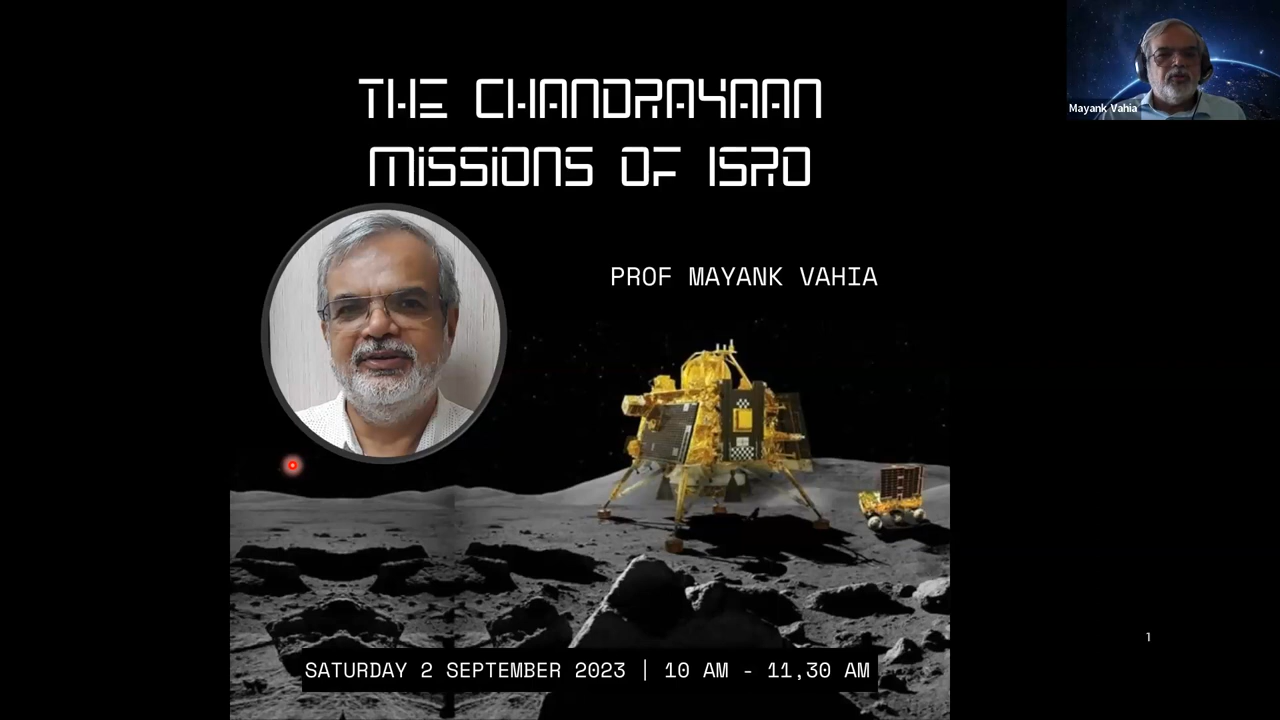 THE CHANDRAYAAN
MISSIONS OF ISRO
Mayank Vahia
PROF MAYANK VAHIA
SATURDAY 2 SEPTEMBER 2023 | 10 AM - 11,30 AM
1